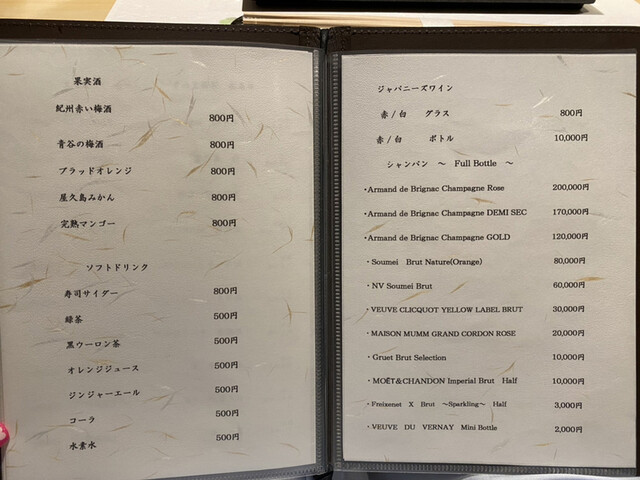 果実酒
紀州赤い梅酒 800円
青谷の梅酒 800円
ブラッドオレンジ 800円
屋久島みかん 800円
完熟マンゴー 800円
ソフトドリンク
寿司サイダー 800円
緑茶 500円
黒ウーロン茶 500円
オレンジジュース 500円
ジンジャーエール 500円
コーラ 500円
水素水 500円
ジャパニーズワイン
赤/白 グラス 800円
赤/白 ボトル 10,000円
シャンパン ～ Full Bottle ～
・Armand de Brignac Champagne Rose 200,000円
・Armand de Brignac Champagne DEMI SEC 170,000円
・Armand de Brignac Champagne GOLD 120,000円
・Soumei Brut Nature(Orange) 80,000円
・NV Soumei Brut 60,000円
・VEUVE CLICQUOT YELLOW LABEL BRUT 30,000円
・MAISON MUMM GRAND CORDON ROSE 20,000円
・Gruet Brut Selection 10,000円
・MOËT&CHANDON Imperial Brut Half 10,000円
・Freixenet X Brut ～Sparkling～ Half 3,000円
・VEUVE DU VERNAY Mini Bottle 2,000円